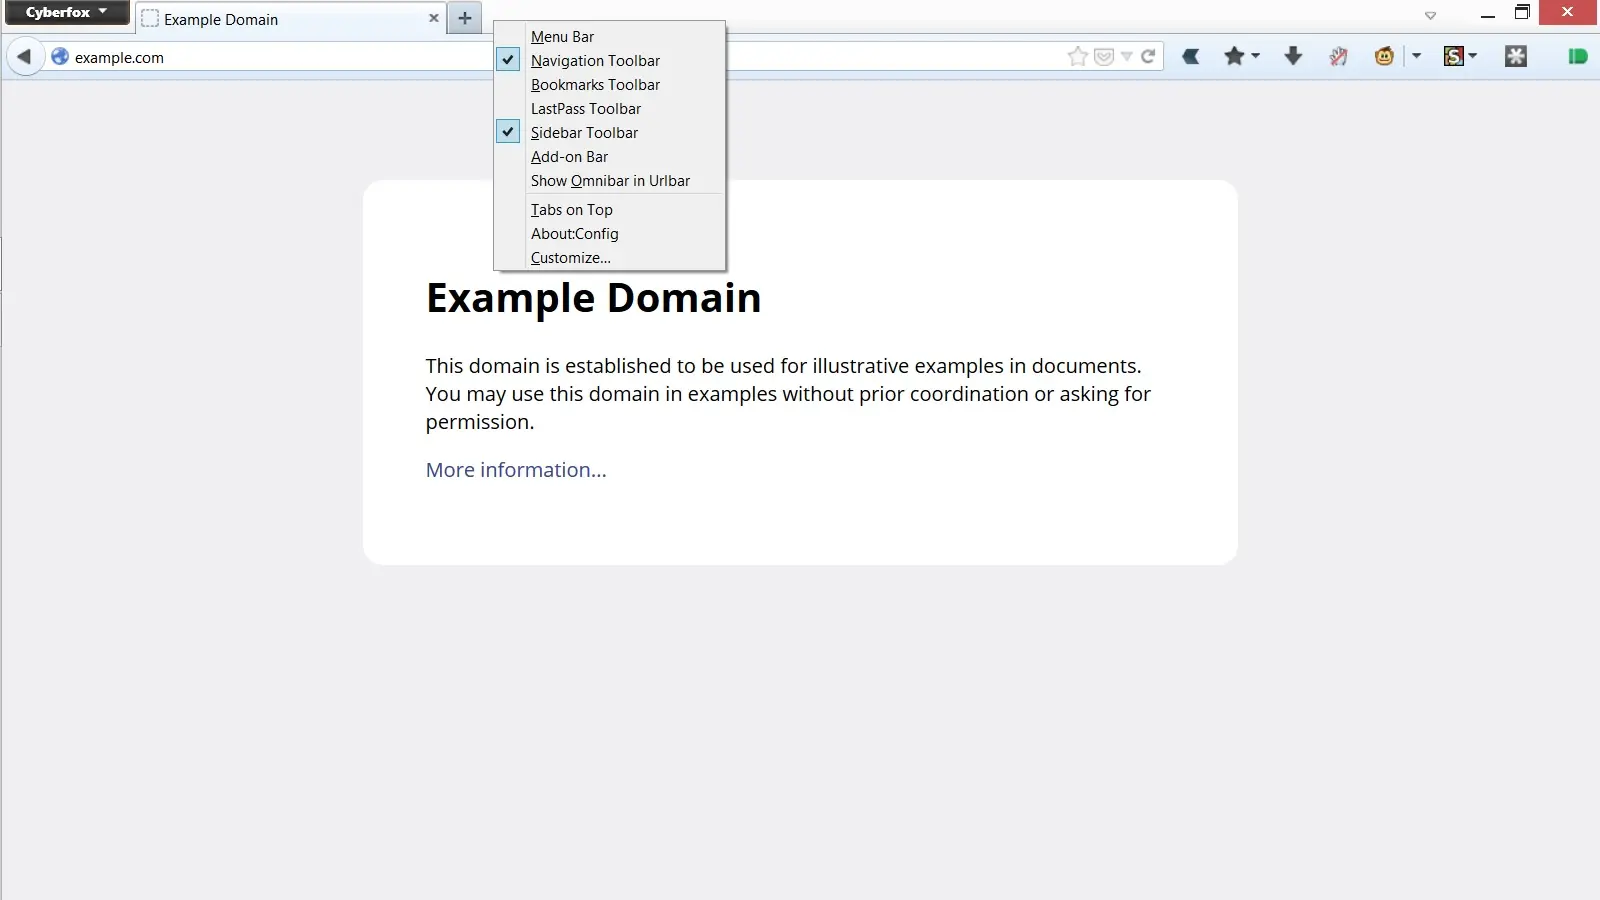 Cyberfox
Example Domain
example.com
Menu Bar
Navigation Toolbar
Bookmarks Toolbar
LastPass Toolbar
Sidebar Toolbar
Add-on Bar
Show Omnibar in Urlbar
Tabs on Top
About:Config
Customize...
S
Example Domain
This domain is established to be used for illustrative examples in documents.
You may use this domain in examples without prior coordination or asking for
permission.
More information...